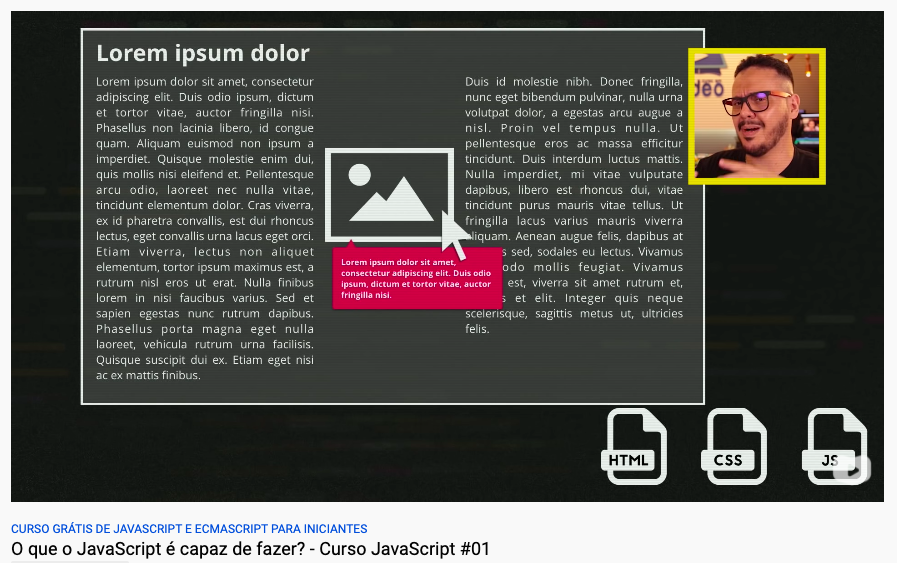 Lorem ipsum dolor
Lorem ipsum dolor sit amet, consectetur
adipiscing elit. Duis odio ipsum, dictum
et tortor vitae, auctor fringilla nisi.
Phasellus non lacinia libero, id congue
quam. Aliquam euismod non ipsum a
imperdiet. Quisque molestie enim dui,
quis mollis nisi eleifend et. Pellentesque
arcu odio, laoreet nec nulla vitae,
tincidunt elementum dolor. Cras viverra,
ex id pharetra convallis, est dui rhoncus
lectus, eget convallis urna lacus eget orci.
Etiam viverra, lectus non aliquet
elementum, tortor ipsum maximus est, a
rutrum nisl eros ut erat. Nulla finibus
lorem in nisi faucibus varius. Sed et
sapien egestas nunc rutrum dapibus.
Phasellus porta magna eget nulla
laoreet, vehicula rutrum urna facilisis.
Quisque suscipit dui ex. Etiam eget nisi
ac ex mattis finibus.
Lorem ipsum dolor sit amet,
consectetur adipiscing elit. Duis odio
ipsum, dictum et tortor vitae, auctor
fringilla nisi.
Duis id molestie nibh. Donec fringilla,
nunc eget bibendum pulvinar, nulla urna
volutpat dolor, a egestas arcu augue a
nisl. Proin vel tempus nulla. Ut
pellentesque eros ac massa efficitur
tincidunt. Duis interdum luctus mattis.
Nulla imperdiet, mi vitae vulputate
dapibus, libero est rhoncus dui, vitae
tincidunt purus mauris vitae tellus. Ut
fringilla lacus varius mauris viverra
aliquam. Aenean augue felis, dapibus at
sed, sodales eu lectus. Vivamus
mollis feugiat. Vivamus
est, viverra sit amet rutrum et,
et elit. Integer quis neque
scelerisque, sagittis metus ut, ultricies
felis.
HTML
CSS
JS
CURSO GRÁTIS DE JAVASCRIPT E ECMASCRIPT PARA INICIANTES
O que o JavaScript é capaz de fazer? - Curso JavaScript #01